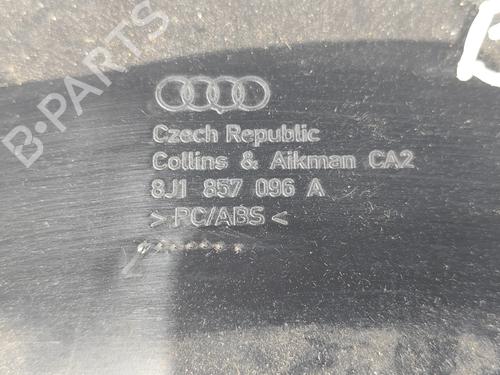 B-PARTS
Czech Republic
Collins & Aikman CA2
8J1 857 096 A
> PC/ABS <